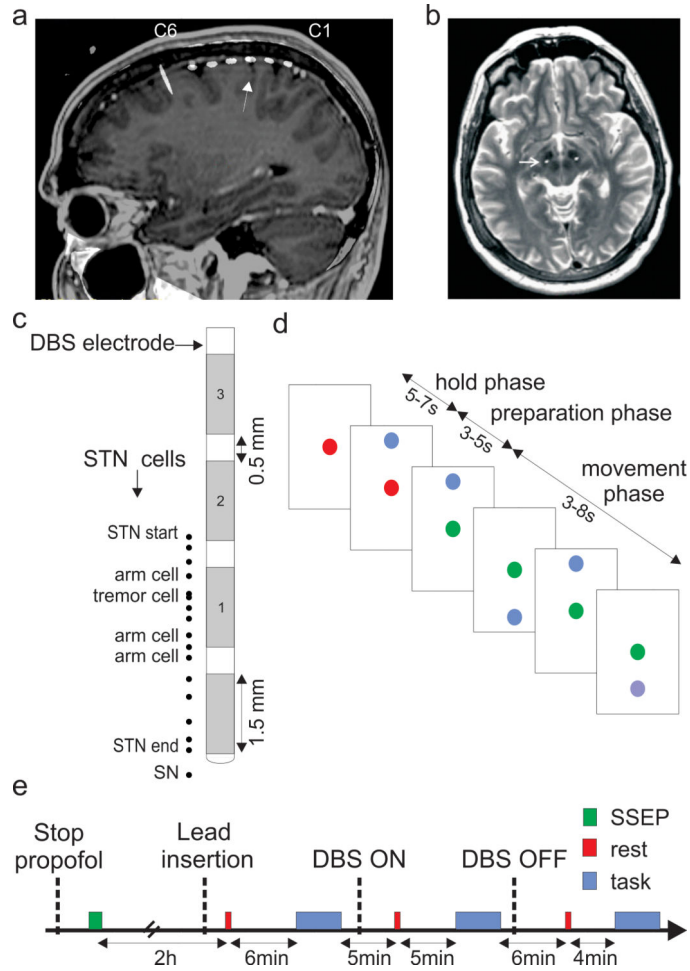 a
C6
C1
b
c
DBS electrode
3
0.5 mm
STN cells
2
STN start
arm cell
tremor cell
1
arm cell
arm cell
1.5 mm
STN end
SN
d
hold phase
5-7s
preparation phase
3-5s
movement
phase
3-8s
e
SSEP
rest
task
Stop
propofol
Lead
insertion
DBS ON
DBS OFF
2h
6min
5min
5min
6min
4min